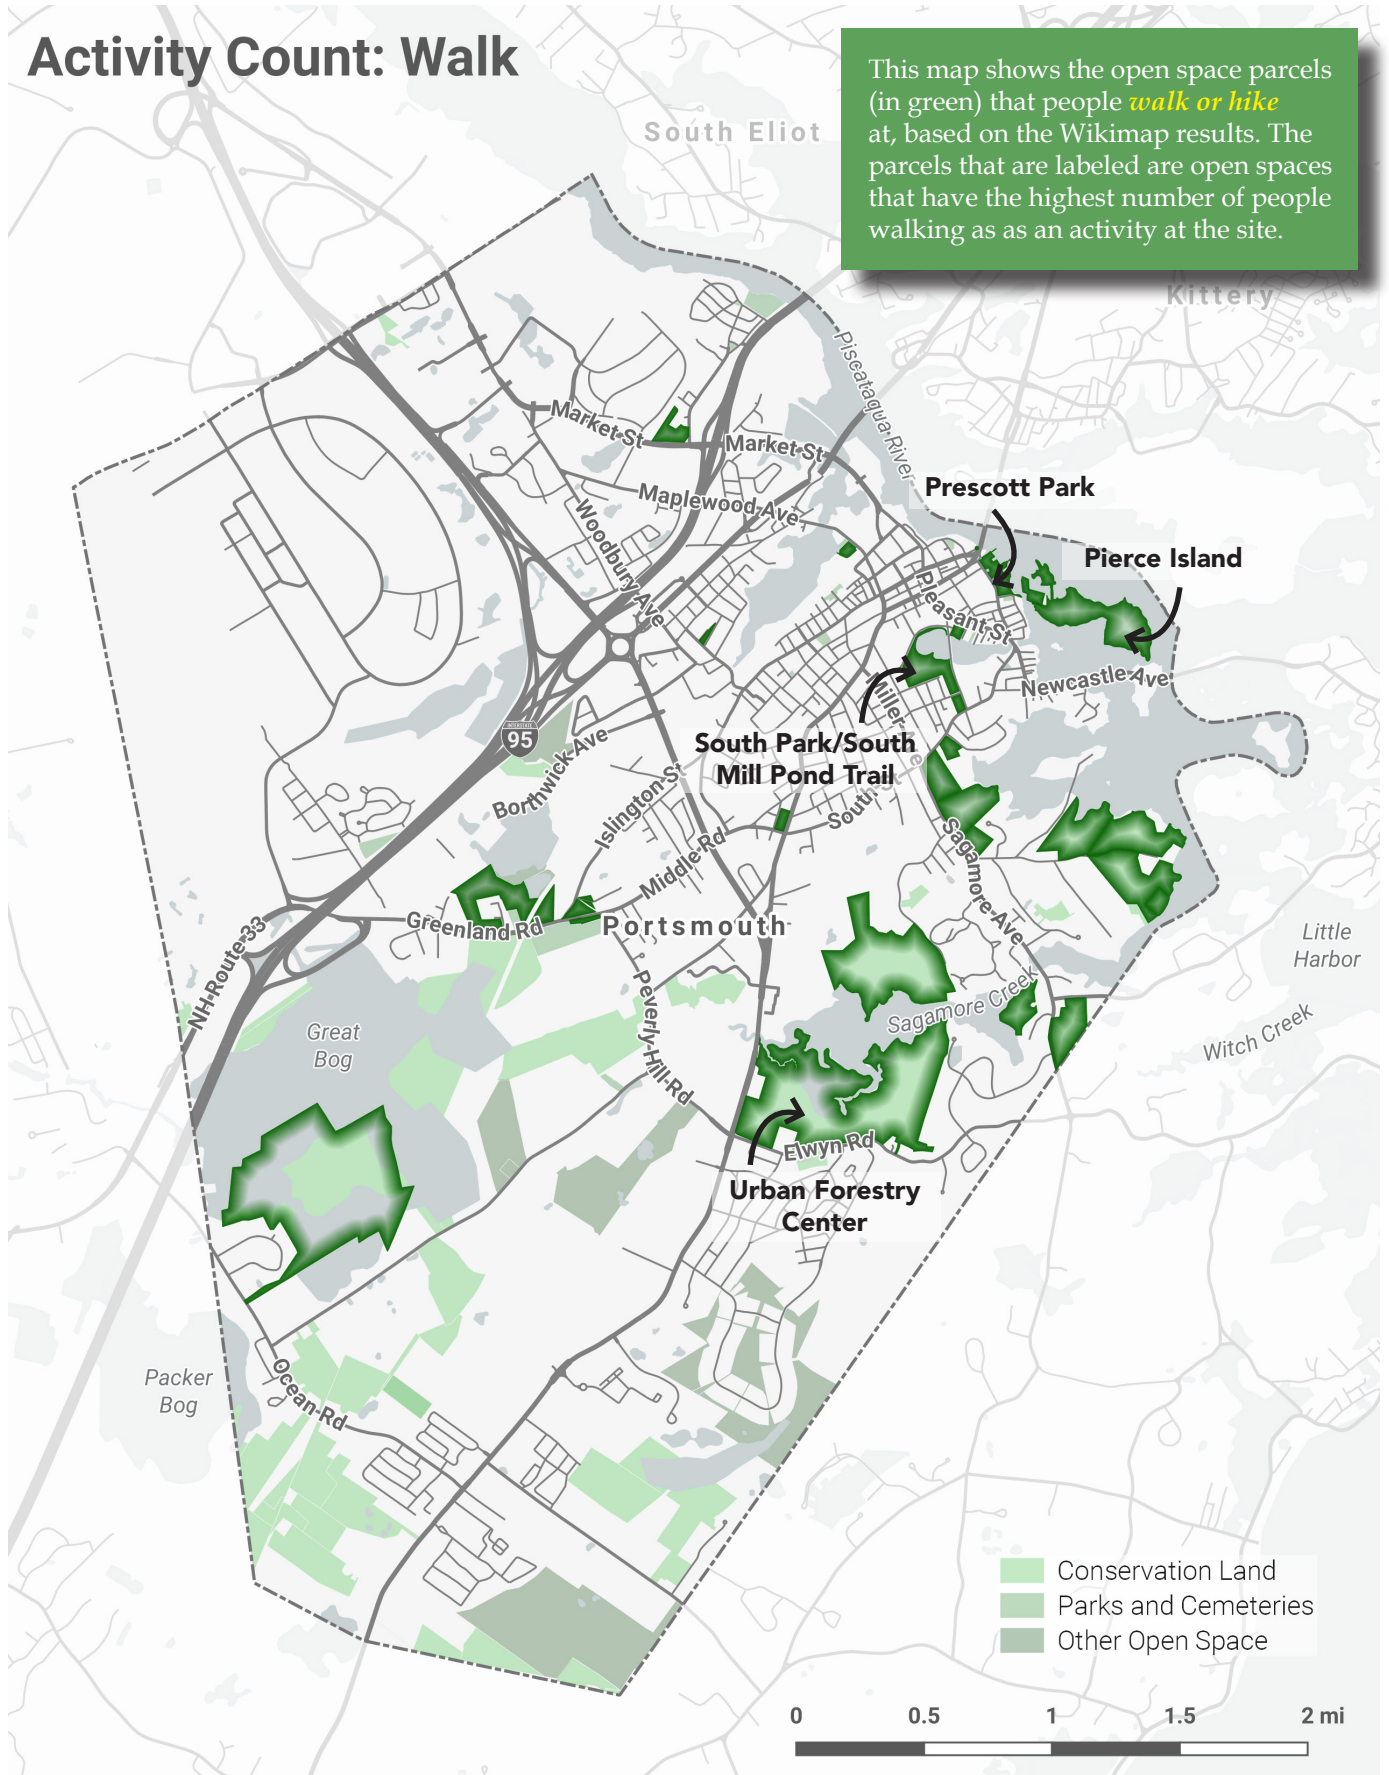 Activity Count: Walk
This map shows the open space parcels
(in green) that people walk or hike
at, based on the Wikimap results. The
parcels that are labeled are open spaces
that have the highest number of people
walking as as an activity at the site.
South Eliot
Kittery
Piscataqua River
Market St
Market St
Maplewood Ave
Woodbury Ave
Prescott Park
Pierce Island
Pleasant St
Newcastle Ave
Miller Ave
South Park/South
Mill Pond Trail
INTERSTATE
95
Borthwick Ave
Islington St
South St
Middle Rd
Sagamore Ave
Greenland Rd
Portsmouth
NH-Route-33
Little
Harbor
Sagamore Creek
Witch Creek
Great
Bog
Peverly-Hill-Rd
Elwyn Rd
Urban Forestry
Center
Packer
Bog
Ocean-Rd
Conservation Land
Parks and Cemeteries
Other Open Space
0 0.5 1 1.5 2 mi